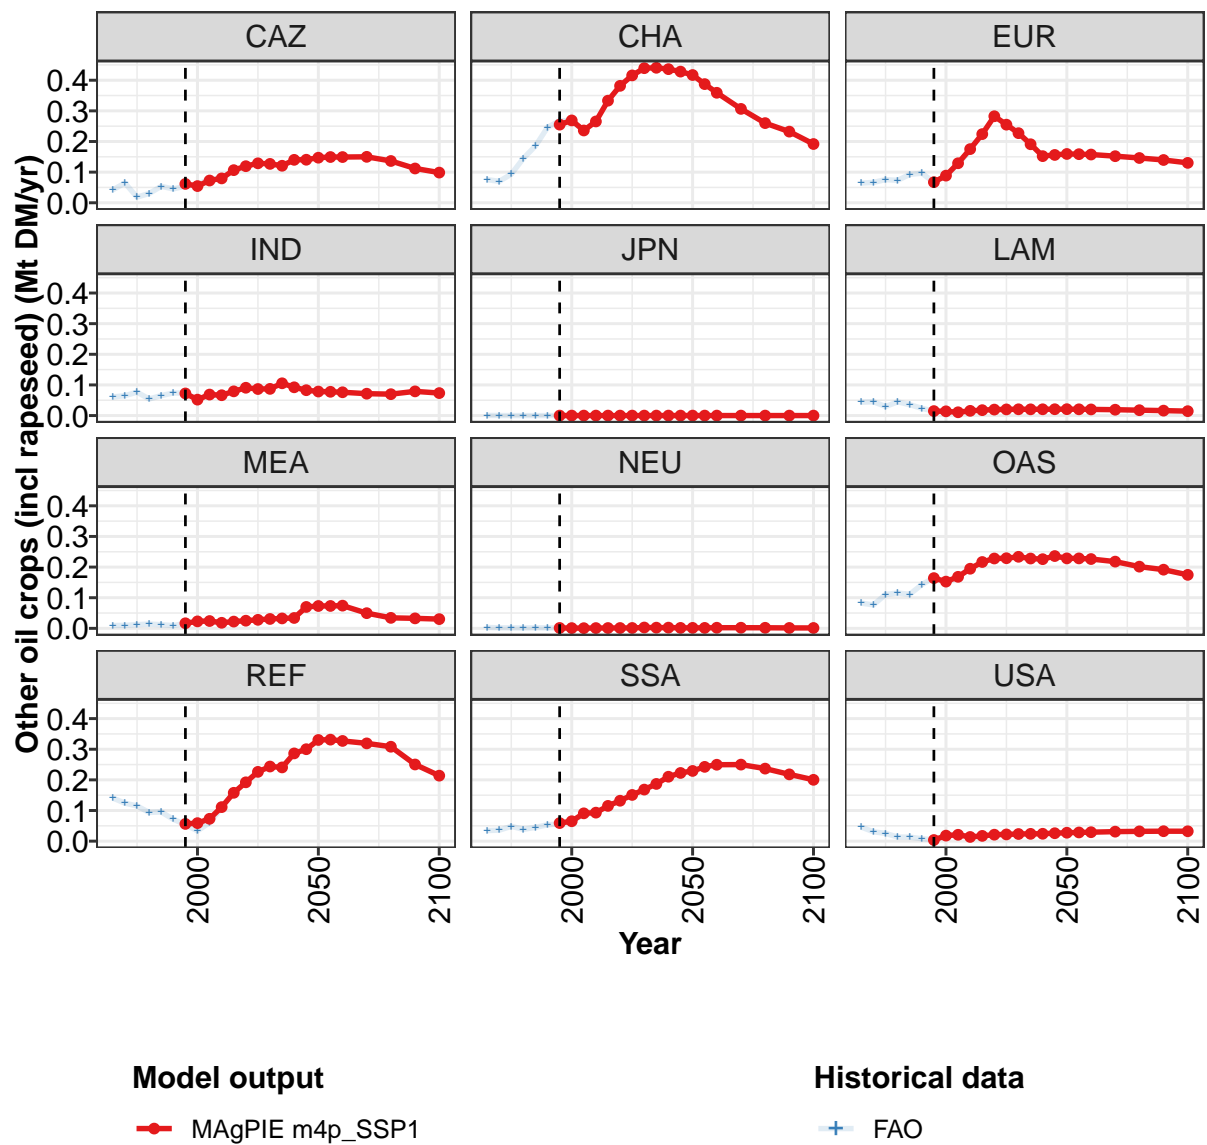 CAZ CHA EUR
0.4
0.3
0.2
0.1
0.0
IND JPN LAM
0.4
0.3
0.2
0.1
0.0
MEA NEU OAS
0.4
0.3
0.2
0.1
0.0
REF SSA USA
0.4
0.3
0.2
0.1
0.0
Other oil crops (incl rapeseed) (Mt DM/yr)
2000 2050 2100 2000 2050 2100 2000 2050 2100
Year
Model output Historical data
MAgPIE m4p_SSP1 FAO